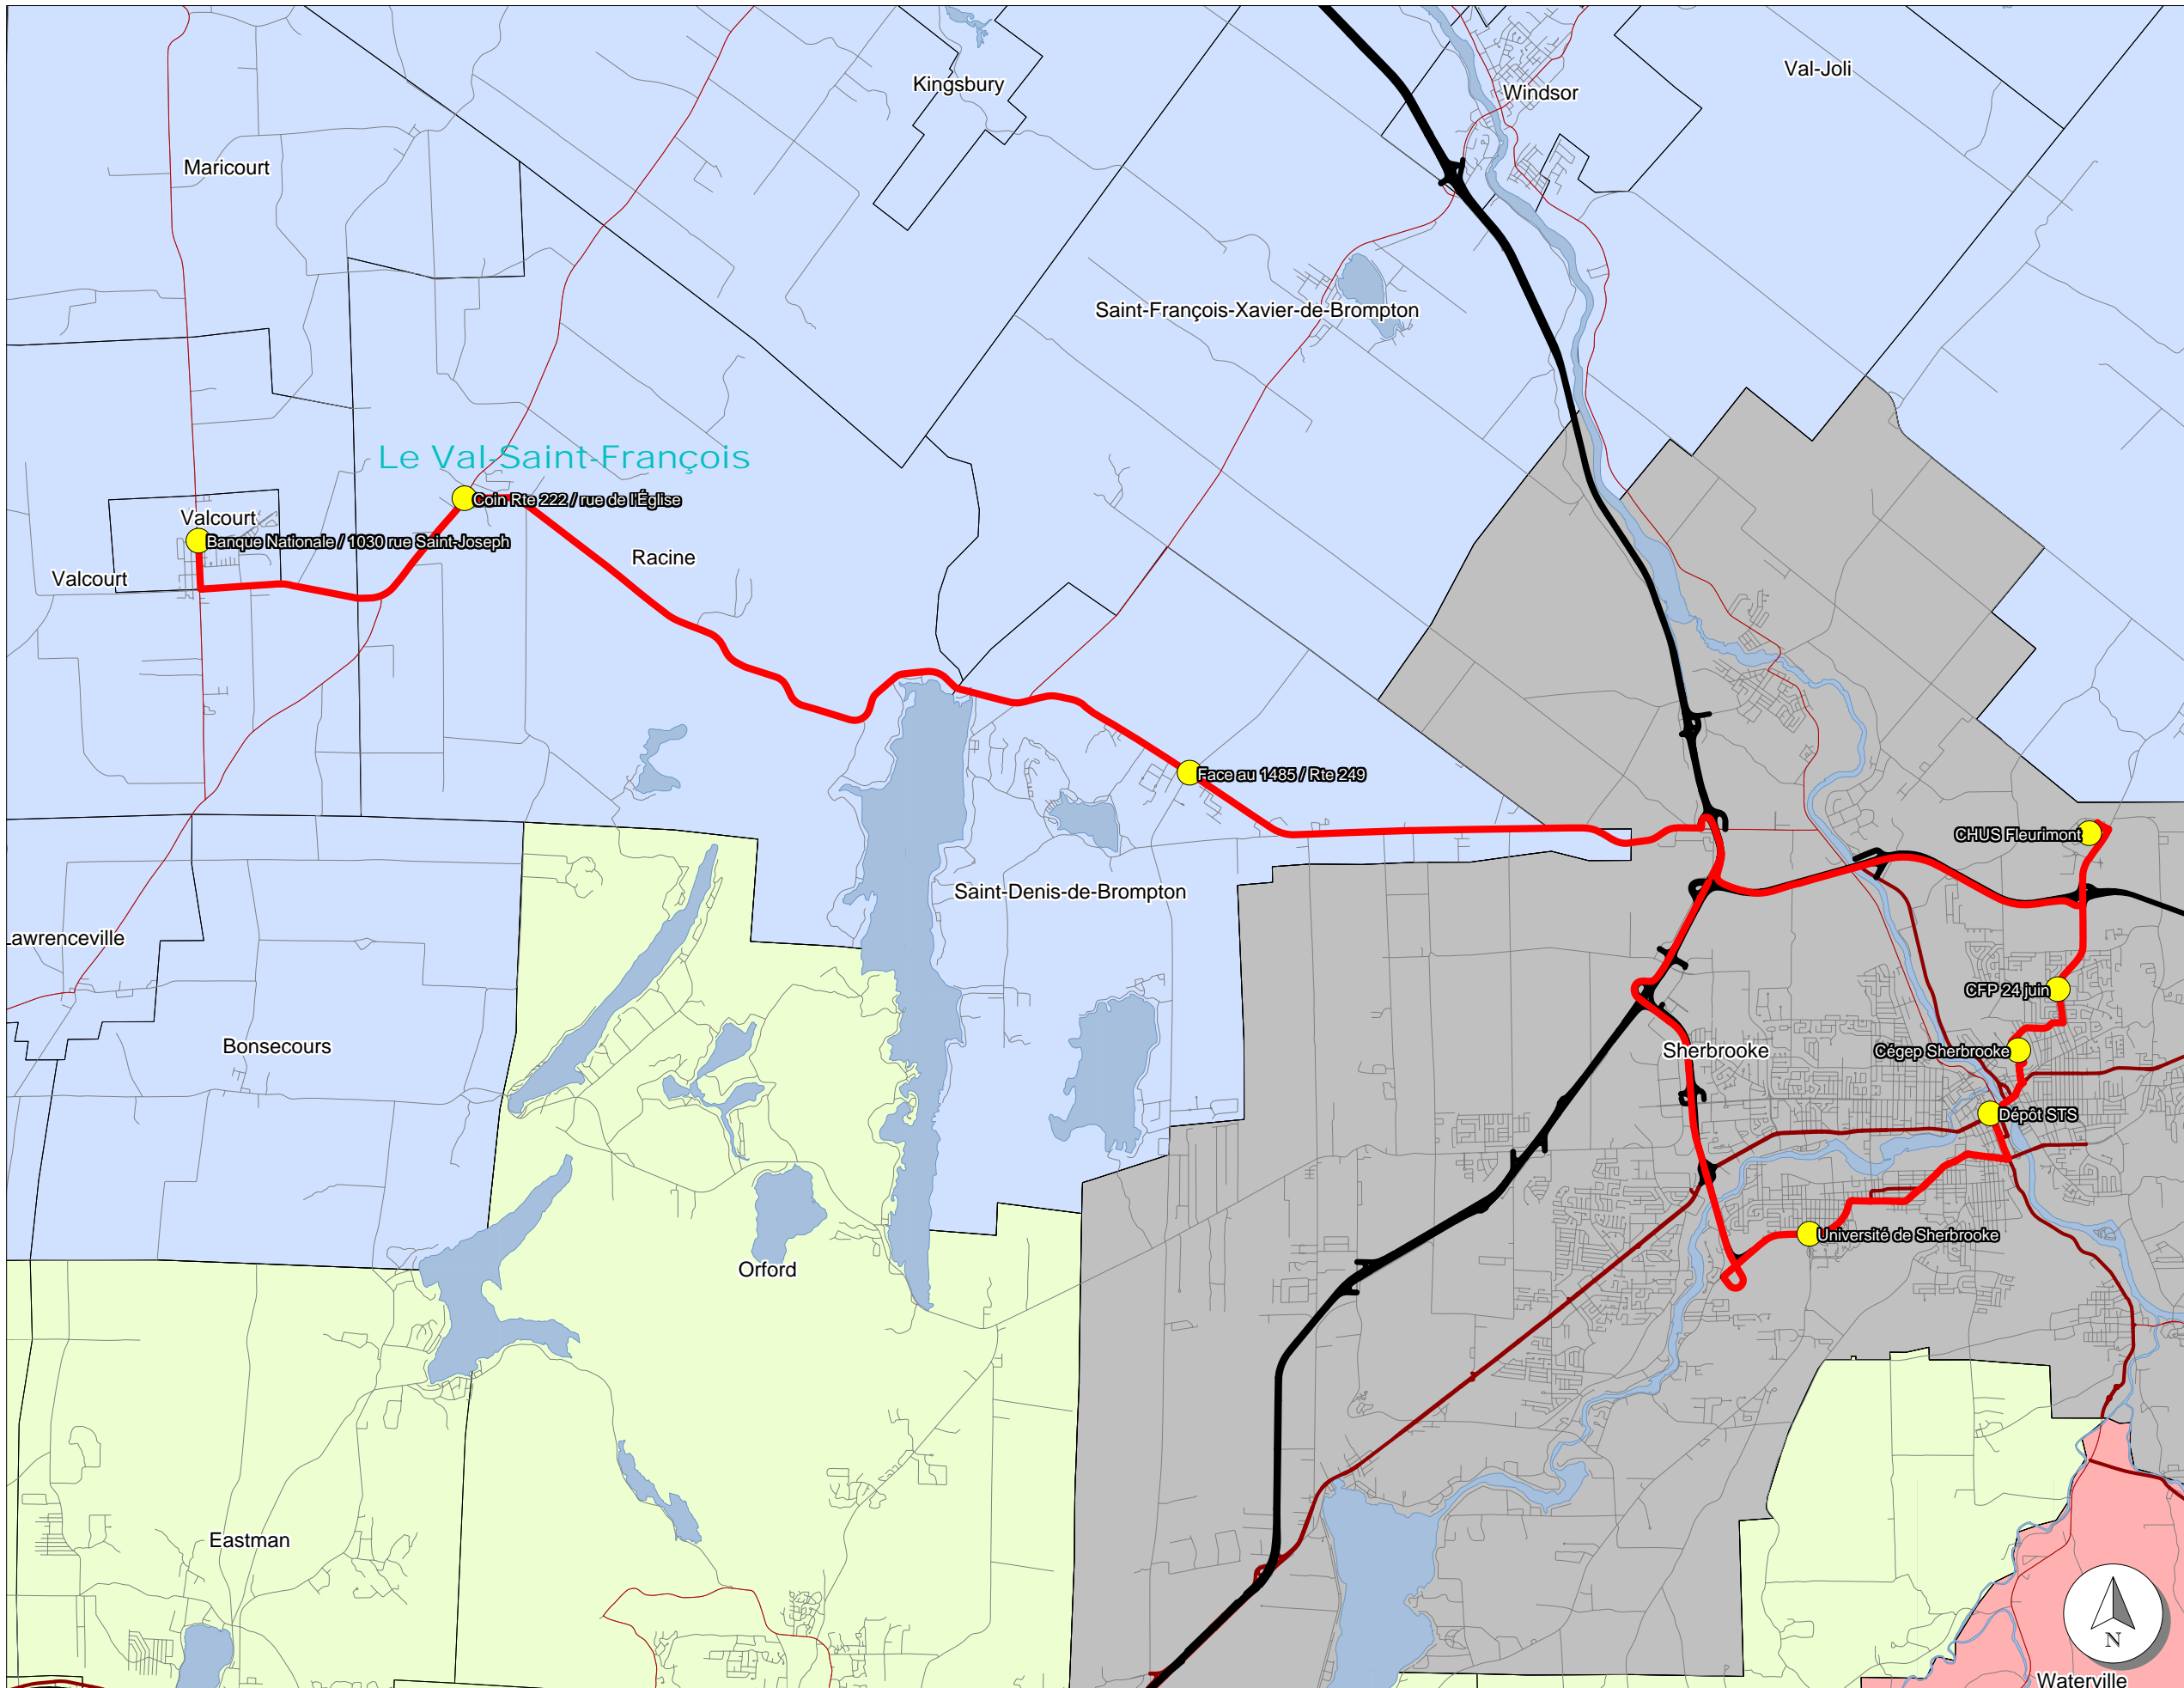 Val-Joli
Kingsbury
Windsor
Maricourt
Saint-François-Xavier-de-Brompton
Le Val-Saint-François
Coin Rte 222 / rue de l'Église
Valcourt
Banque Nationale / 1030 rue Saint-Joseph
Racine
Valcourt
Face au 1485 / Rte 249
CHUS Fleurimont
Saint-Denis-de-Brompton
Lawrenceville
CFP 24 juin
Bonsecours
Sherbrooke
Cégep Sherbrooke
Dépôt STS
Université de Sherbrooke
Orford
Eastman
N
Waterville